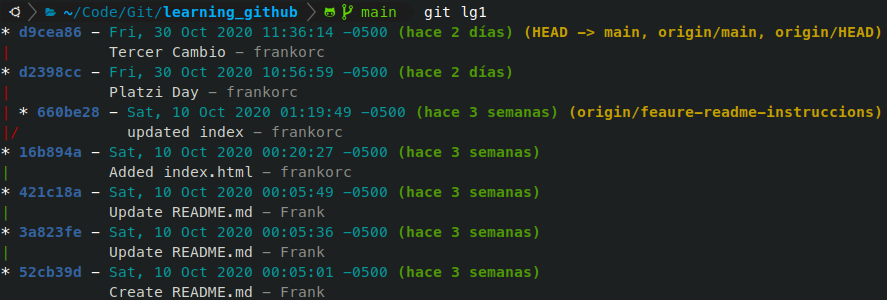 ~/Code/Git/learning_github main git lg1
* d9cea86 – Fri, 30 Oct 2020 11:36:14 -0500 (hace 2 días) (HEAD -> main, origin/main, origin/HEAD)
| Tercer Cambio – frankorc
* d2398cc – Fri, 30 Oct 2020 10:56:59 -0500 (hace 2 días)
| Platzi Day – frankorc
| * 660be28 – Sat, 10 Oct 2020 01:19:49 -0500 (hace 3 semanas) (origin/feaure-readme-instruccions)
|/ updated index – frankorc
* 16b894a – Sat, 10 Oct 2020 00:20:27 -0500 (hace 3 semanas)
| Added index.html – frankorc
* 421c18a – Sat, 10 Oct 2020 00:05:49 -0500 (hace 3 semanas)
| Update README.md – Frank
* 3a823fe – Sat, 10 Oct 2020 00:05:36 -0500 (hace 3 semanas)
| Update README.md – Frank
* 52cb39d – Sat, 10 Oct 2020 00:05:01 -0500 (hace 3 semanas)
Create README.md – Frank